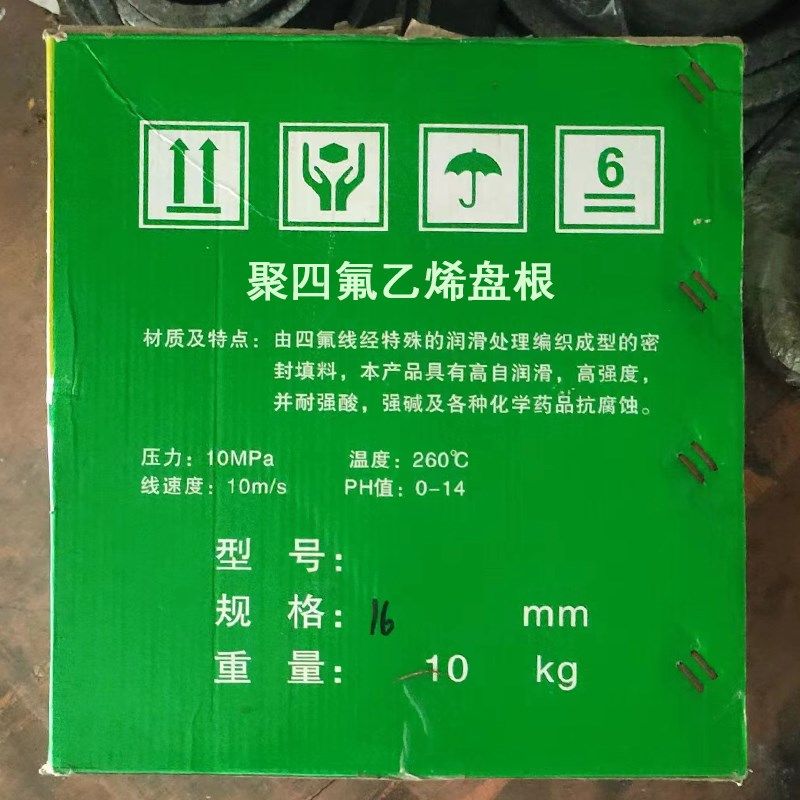 6
聚四氟乙烯盘根
材质及特点：由四氟线经特殊的润滑处理编织成型的密
封填料，本产品具有高自润滑，高强度，
并耐强酸，强碱及各种化学药品抗腐蚀。
压力：10MPa 温度：260℃
线速度：10m/s PH值：0-14
型 号：
规 格：16 mm
重 量：10 kg